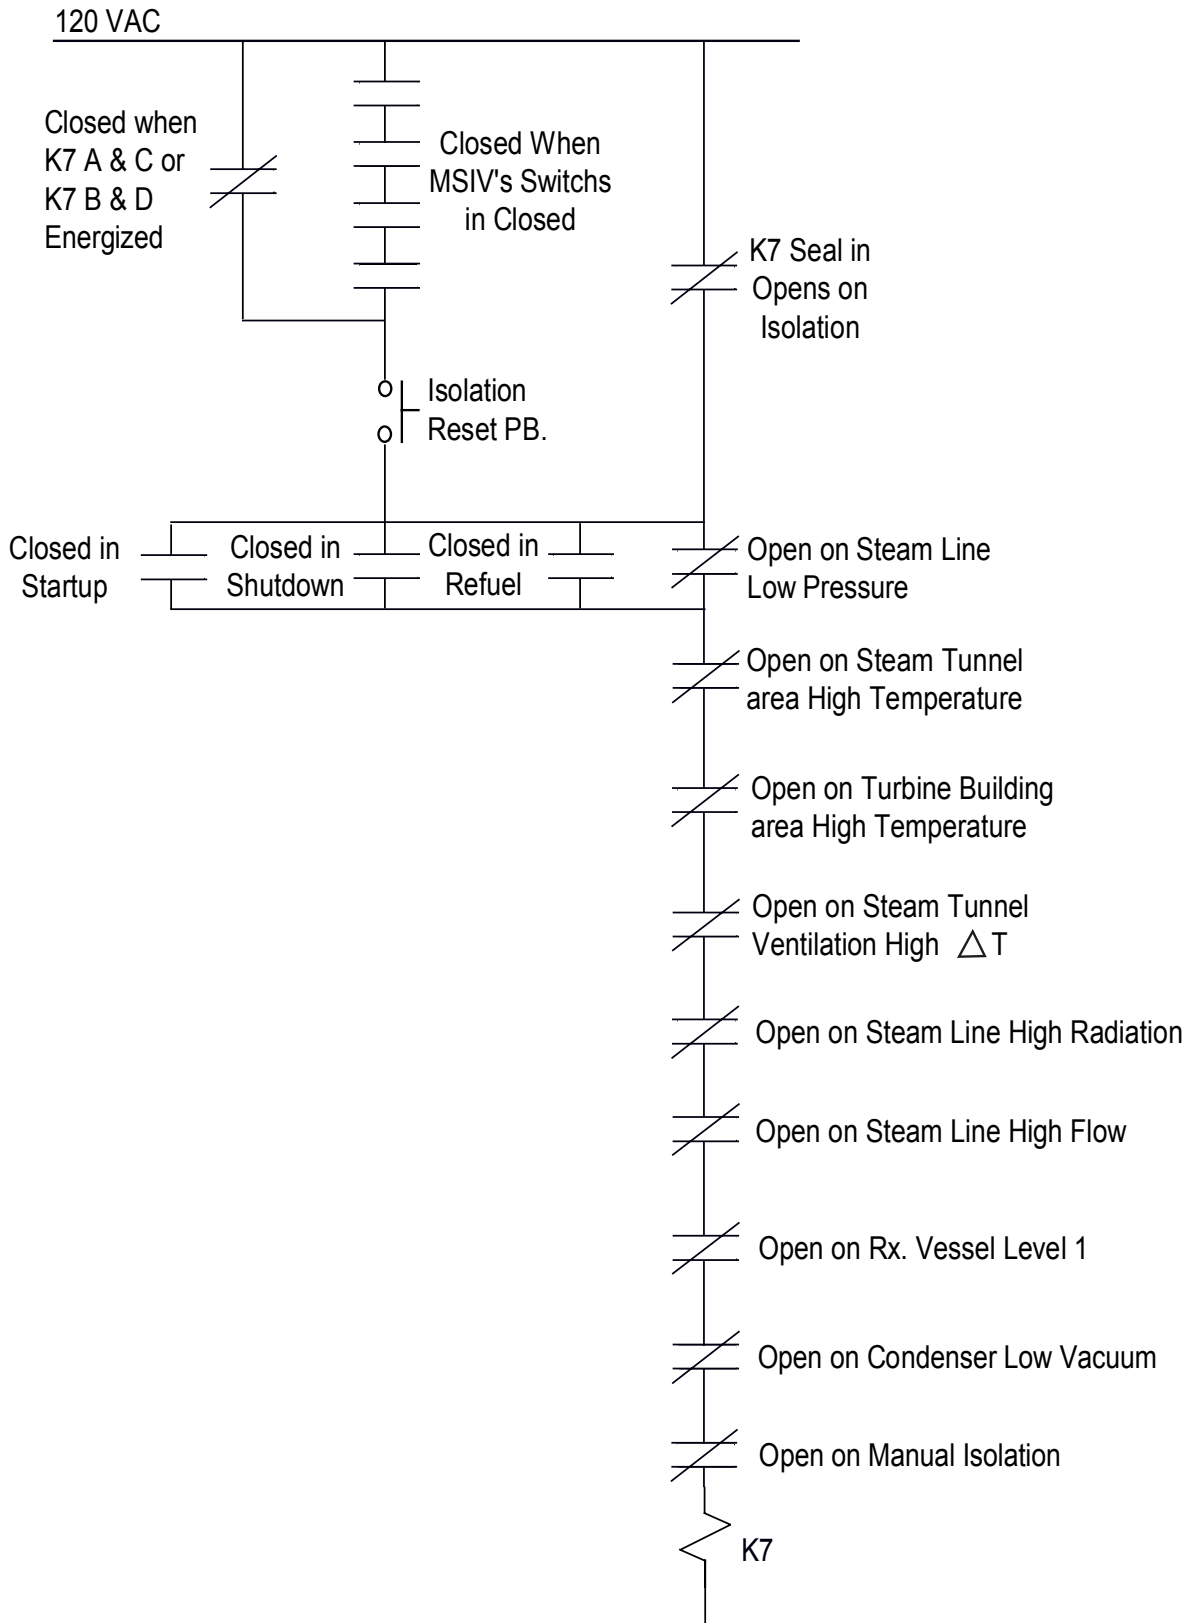 120 VAC
Closed when
K7 A & C or
K7 B & D
Energized
Closed When
MSIV's Switchs
in Closed
K7 Seal in
Opens on
Isolation
Isolation
Reset PB.
Closed in
Startup
Closed in
Shutdown
Closed in
Refuel
Open on Steam Line
Low Pressure
Open on Steam Tunnel
area High Temperature
Open on Turbine Building
area High Temperature
Open on Steam Tunnel
Ventilation High △T
Open on Steam Line High Radiation
Open on Steam Line High Flow
Open on Rx. Vessel Level 1
Open on Condenser Low Vacuum
Open on Manual Isolation
K7